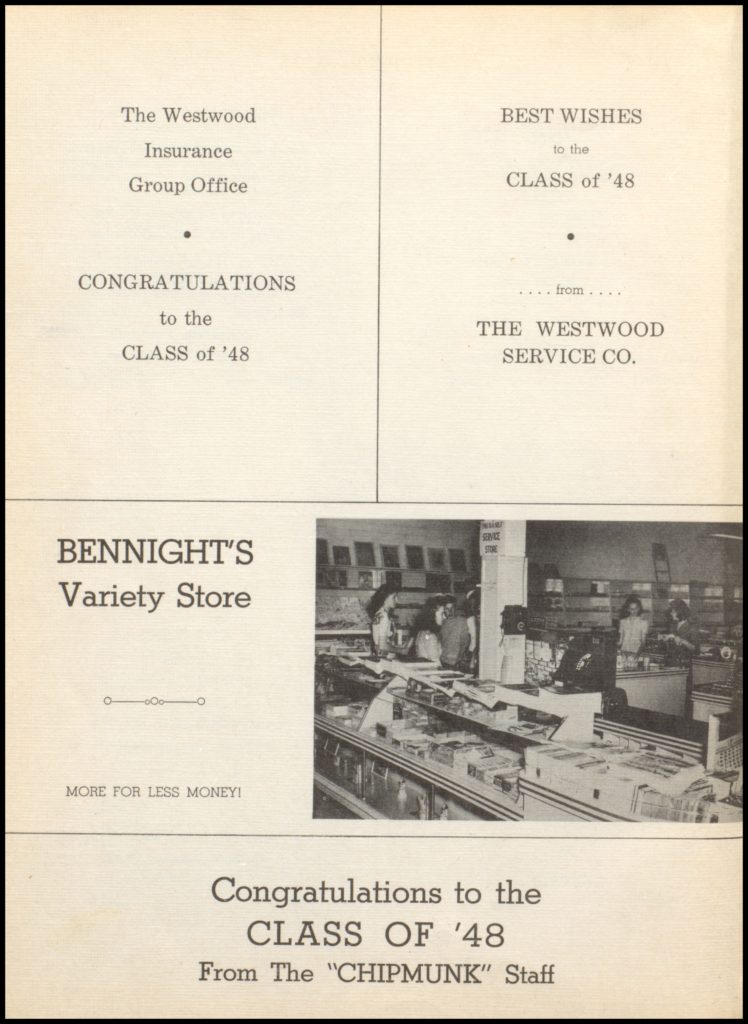 The Westwood
Insurance
Group Office
•
CONGRATULATIONS
to the
CLASS of '48
BEST WISHES
to the
CLASS of '48
•
. . . . from . . . .
THE WESTWOOD
SERVICE CO.
BENNIGHT'S
Variety Store
MORE FOR LESS MONEY!
SERVICE
STORE
Congratulations to the
CLASS OF '48
From The "CHIPMUNK" Staff